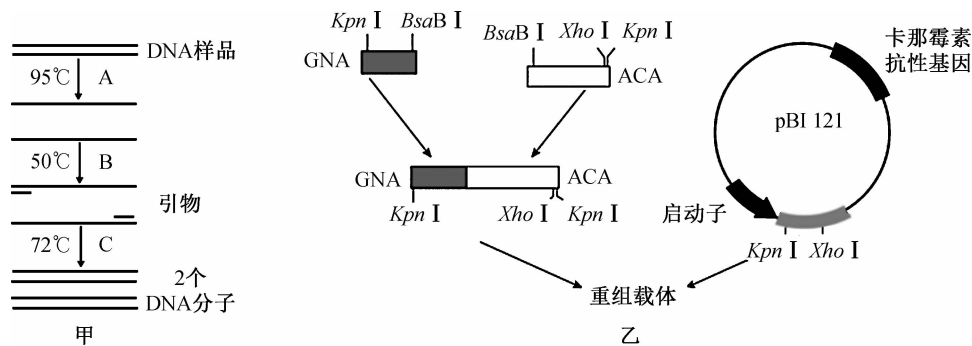 DNA样品
95℃ A
50℃ B
引物
72℃ C
2个
DNA分子
甲
Kpn Ⅰ BsaB Ⅰ
GNA
BsaB Ⅰ Xho Ⅰ Kpn Ⅰ
ACA
GNA ACA
Kpn Ⅰ Xho Ⅰ Kpn Ⅰ
卡那霉素
抗性基因
pBI 121
启动子
Kpn Ⅰ Xho Ⅰ
重组载体
乙